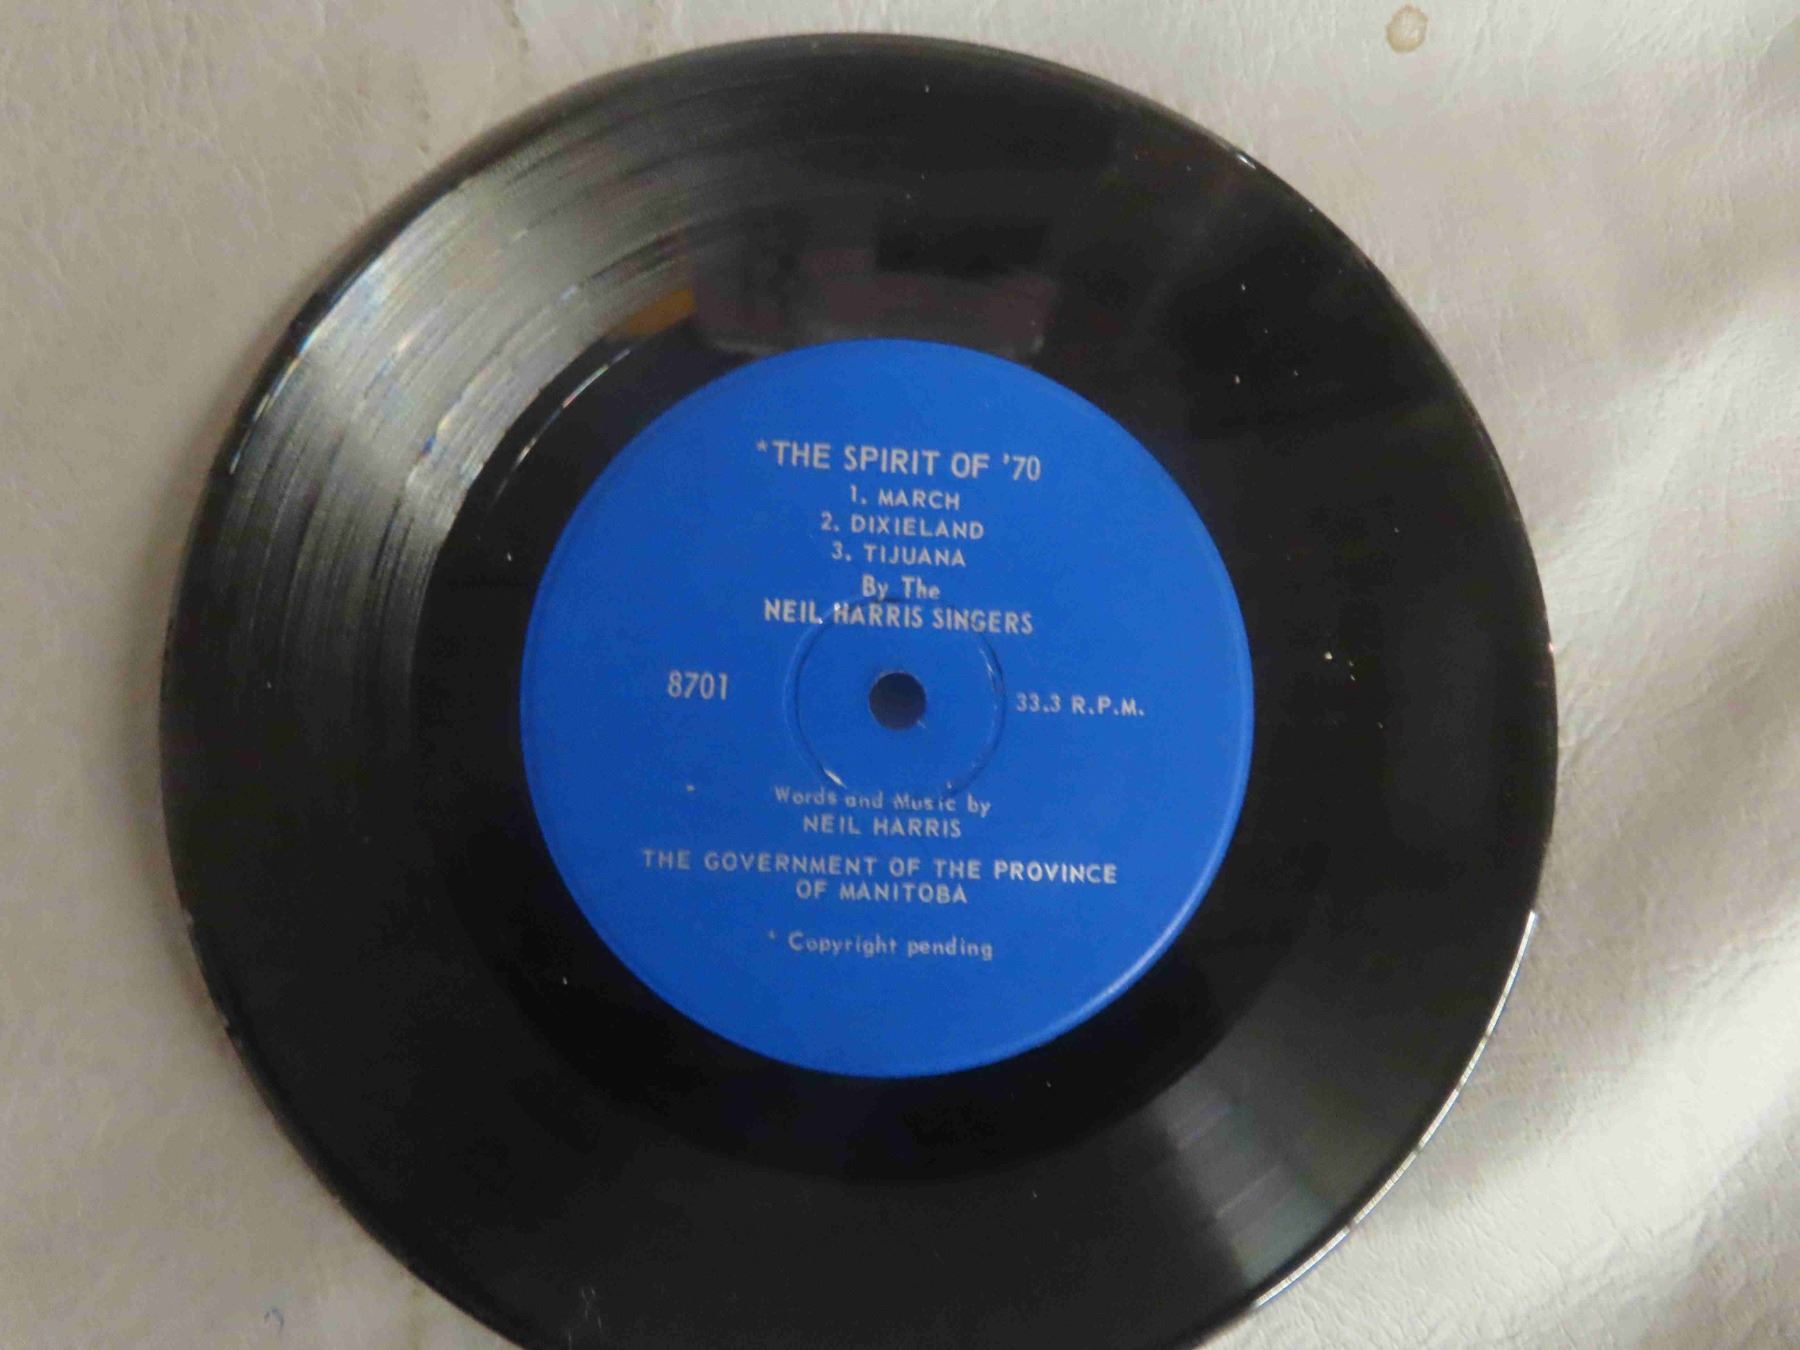 *THE SPIRIT OF '70
1. MARCH
2. DIXIELAND
3. TIJUANA
By The
NEIL HARRIS SINGERS
8701
33.3 R.P.M.
Words and Music by
NEIL HARRIS
THE GOVERNMENT OF THE PROVINCE
OF MANITOBA
* Copyright pending